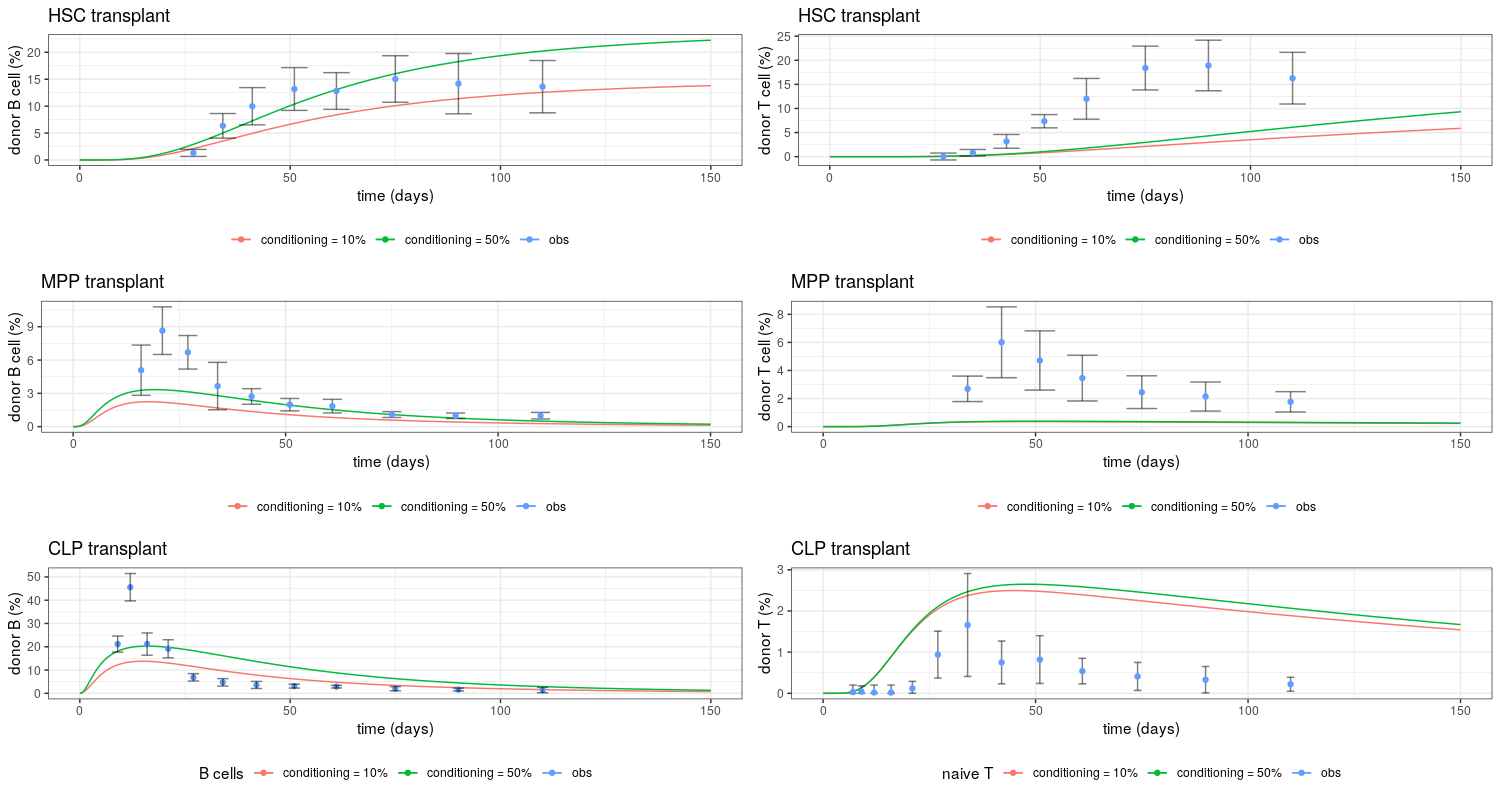 HSC transplant
donor B cell (%)
20
15
10
5
0
0 50 100 150
time (days)
conditioning = 10% conditioning = 50% obs
HSC transplant
donor T cell (%)
25
20
15
10
5
0
0 50 100 150
time (days)
conditioning = 10% conditioning = 50% obs
MPP transplant
donor B cell (%)
9
6
3
0
0 50 100 150
time (days)
conditioning = 10% conditioning = 50% obs
MPP transplant
donor T cell (%)
8
6
4
2
0
0 50 100 150
time (days)
conditioning = 10% conditioning = 50% obs
CLP transplant
donor B (%)
50
40
30
20
10
0
0 50 100 150
time (days)
B cells conditioning = 10% conditioning = 50% obs
CLP transplant
donor T (%)
3
2
1
0
0 50 100 150
time (days)
naive T conditioning = 10% conditioning = 50% obs